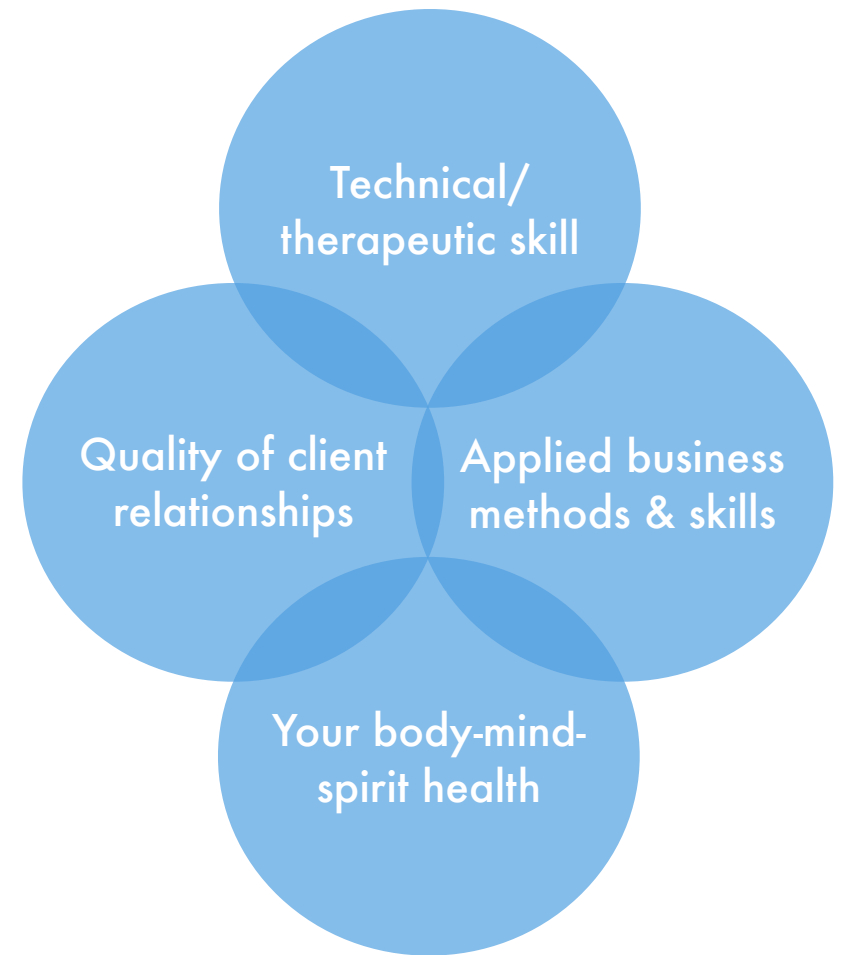 Technical/
therapeutic skill
Quality of client
relationships
Applied business
methods & skills
Your body-mind-
spirit health